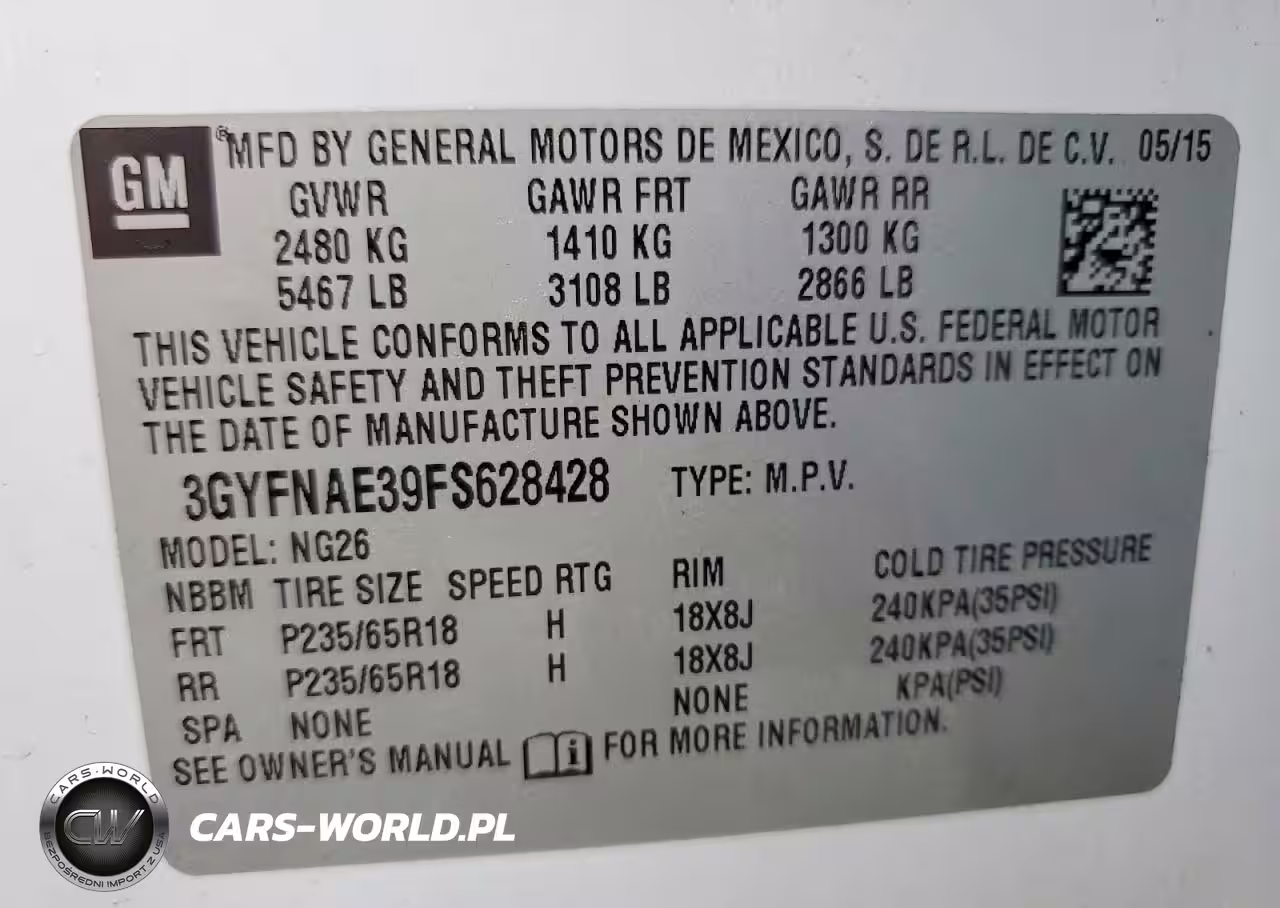 GM
®MFD BY GENERAL MOTORS DE MEXICO, S. DE R.L. DE C.V. 05/15
GVWR GAWR FRT GAWR RR
2480 KG 1410 KG 1300 KG
5467 LB 3108 LB 2866 LB
THIS VEHICLE CONFORMS TO ALL APPLICABLE U.S. FEDERAL MOTOR
VEHICLE SAFETY AND THEFT PREVENTION STANDARDS IN EFFECT ON
THE DATE OF MANUFACTURE SHOWN ABOVE.
3GYFNAE39FS628428 TYPE: M.P.V.
MODEL: NG26
NBBM TIRE SIZE SPEED RTG RIM COLD TIRE PRESSURE
FRT P235/65R18 H 18X8J 240KPA(35PSI)
RR P235/65R18 H 18X8J 240KPA(35PSI)
SPA NONE NONE KPA(PSI)
SEE OWNER'S MANUAL i FOR MORE INFORMATION.
CARS-WORLD
CW
BEZPOŚREDNI IMPORT Z USA
CARS-WORLD.PL